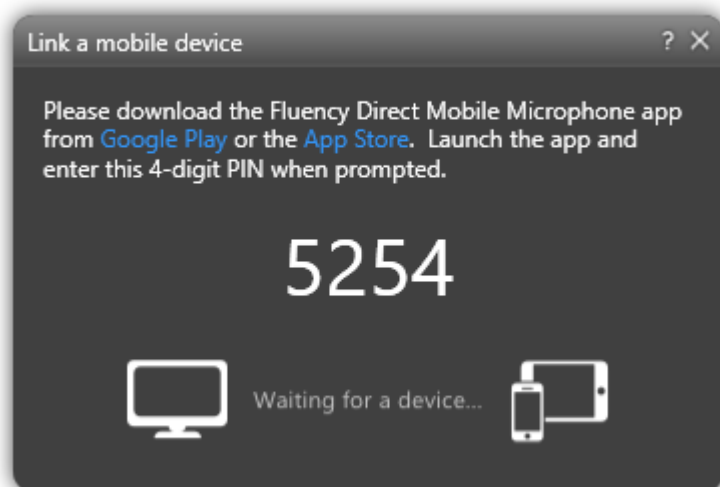 Link a mobile device ?
Please download the Fluency Direct Mobile Microphone app
from Google Play or the App Store.  Launch the app and
enter this 4-digit PIN when prompted.
5254
Waiting for a device...